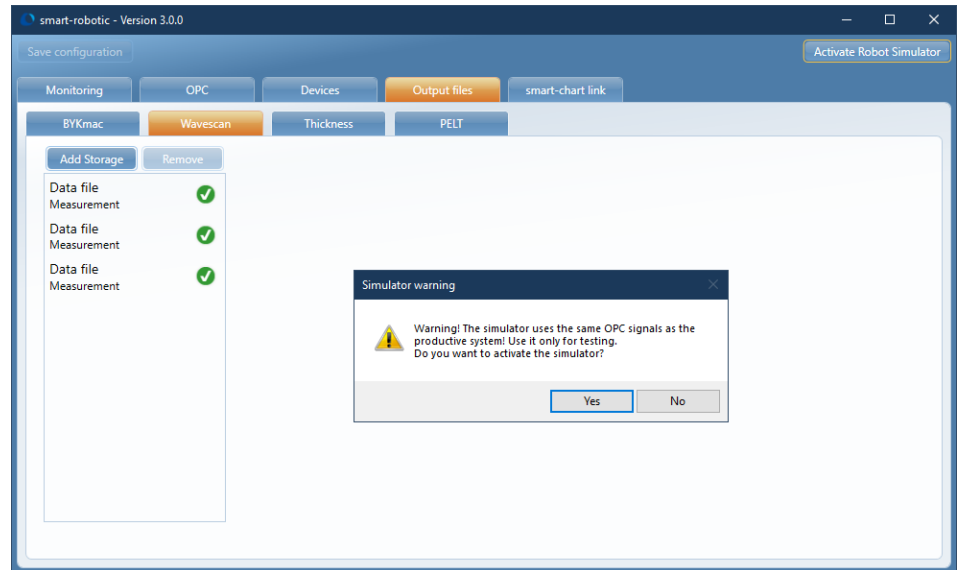 smart-robotic - Version 3.0.0
Save configuration
Activate Robot Simulator
Monitoring
OPC
Devices
Output files
smart-chart link
BYKmac
Wavescan
Thickness
PELT
Add Storage
Remove
Data file
Measurement
Data file
Measurement
Data file
Measurement
Simulator warning
Warning! The simulator uses the same OPC signals as the
productive system! Use it only for testing.
Do you want to activate the simulator?
Yes
No